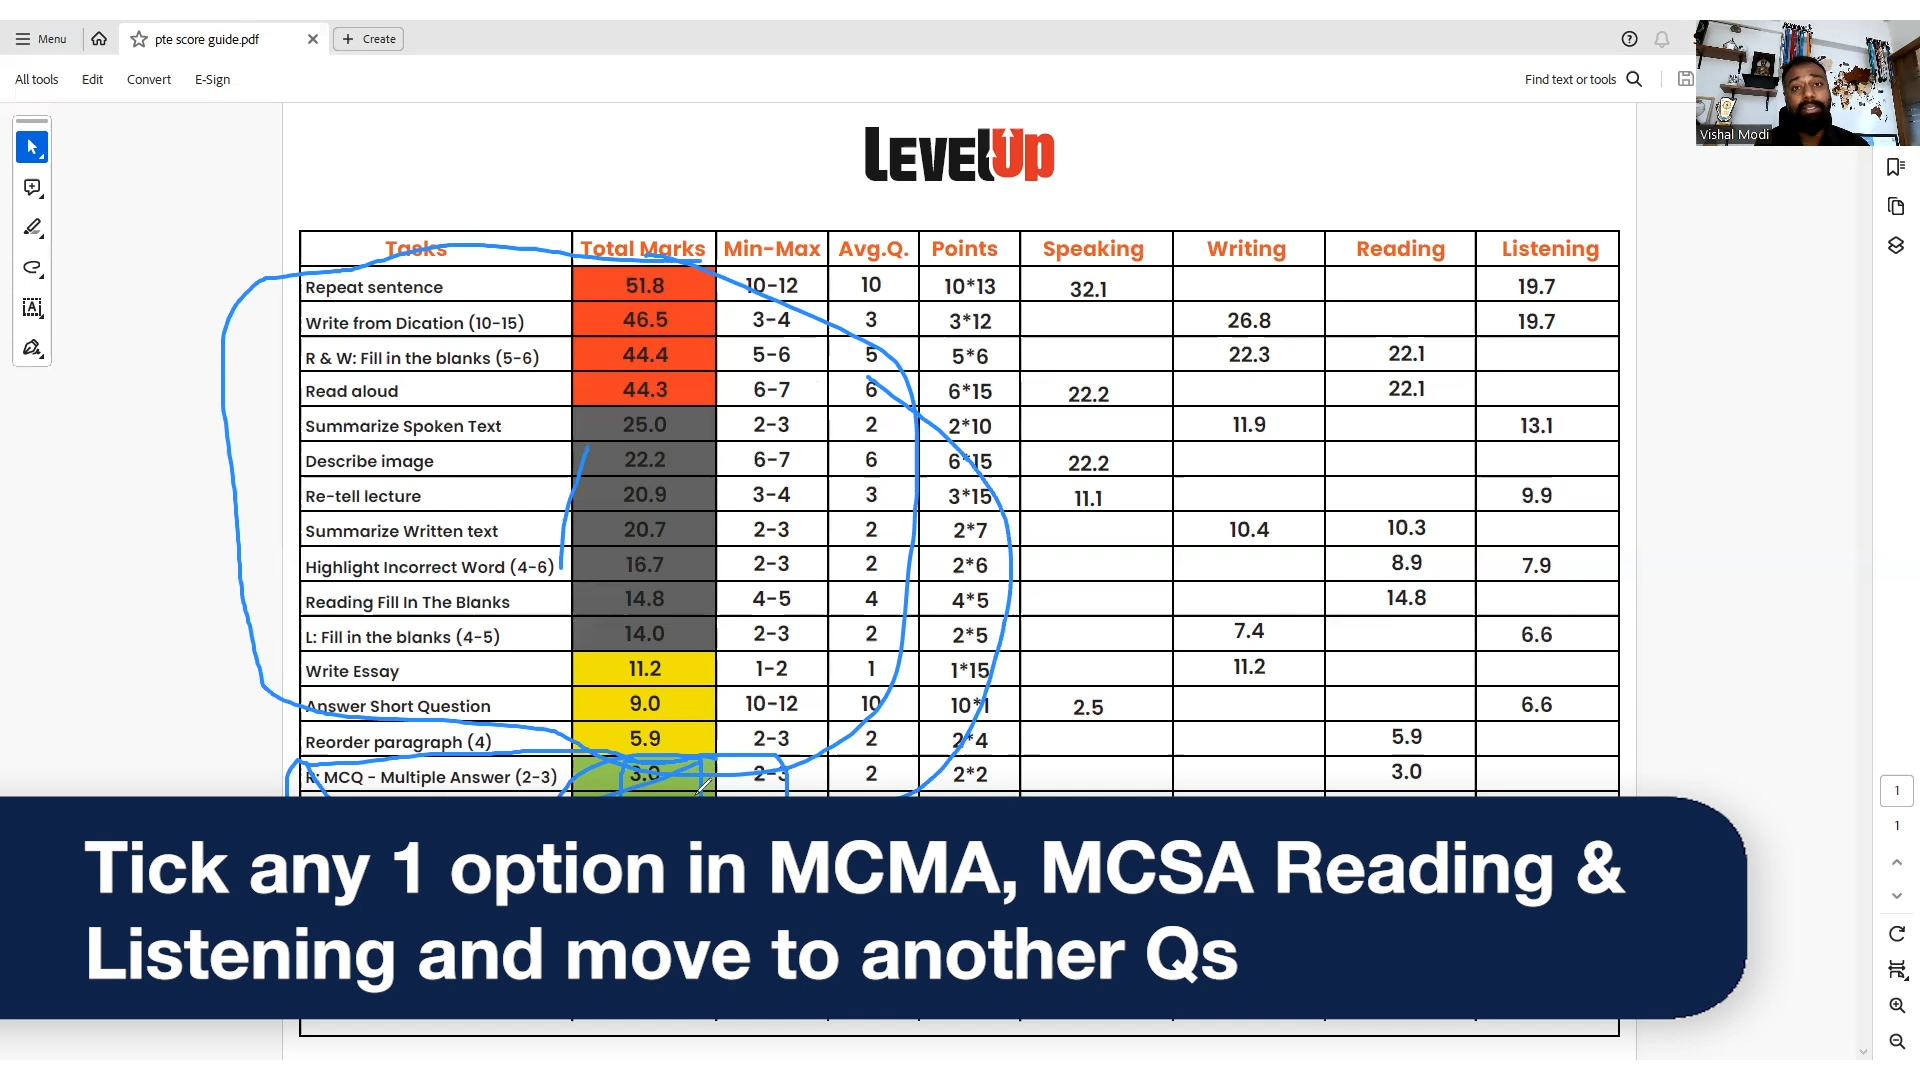 Menu
pte score guide.pdf
Create
All tools Edit Convert E-Sign
Find text or tools
Vishal Modi
LEVELUp
Tasks Total Marks Min-Max Avg.Q. Points Speaking Writing Reading Listening
Repeat sentence 51.8 10-12 10 10*13 32.1 19.7
Write from Dication (10-15) 46.5 3-4 3 3*12 26.8 19.7
R & W: Fill in the blanks (5-6) 44.4 5-6 5 5*6 22.3 22.1
Read aloud 44.3 6-7 6 6*15 22.2 22.1
Summarize Spoken Text 25.0 2-3 2 2*10 11.9 13.1
Describe image 22.2 6-7 6 6*15 22.2
Re-tell lecture 20.9 3-4 3 3*15 11.1 9.9
Summarize Written text 20.7 2-3 2 2*7 10.4 10.3
Highlight Incorrect Word (4-6) 16.7 2-3 2 2*6 8.9 7.9
Reading Fill In The Blanks 14.8 4-5 4 4*5 14.8
L: Fill in the blanks (4-5) 14.0 2-3 2 2*5 7.4 6.6
Write Essay 11.2 1-2 1 1*15 11.2
Answer Short Question 9.0 10-12 10 10*1 2.5 6.6
Reorder paragraph (4) 5.9 2-3 2 2*4 5.9
R: MCQ - Multiple Answer (2-3) 3.0 2-3 2 2*2 3.0
Tick any 1 option in MCMA, MCSA Reading &
Listening and move to another Qs
1
1